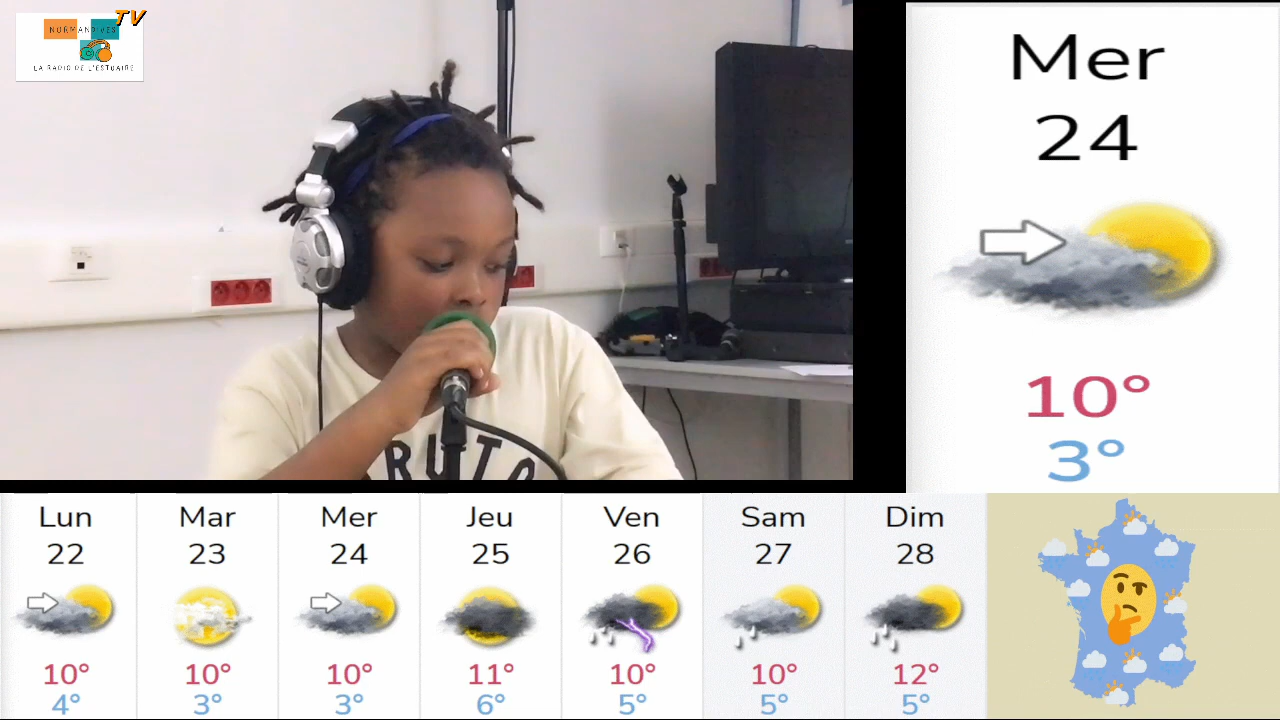 TV
NORMANDIVES
LA RADIO DE L'ESTUAIRE
Mer
24
10°
3°
Lun
22
10°
4°
Mar
23
10°
3°
Mer
24
10°
3°
Jeu
25
11°
6°
Ven
26
10°
5°
Sam
27
10°
5°
Dim
28
12°
5°